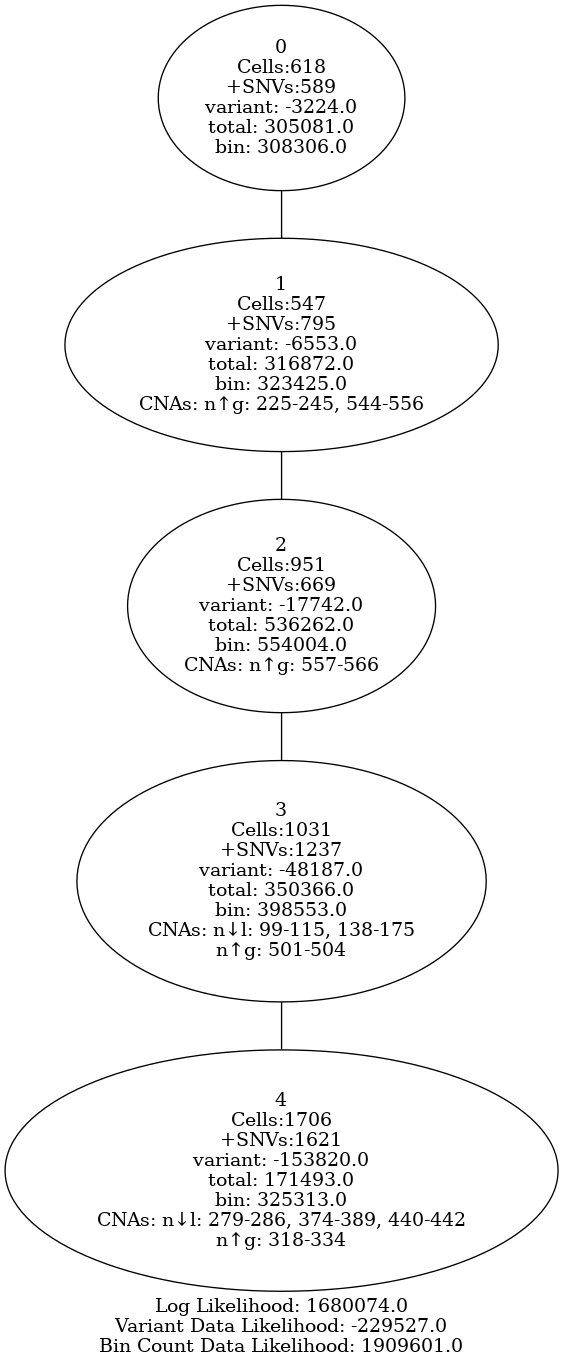 0
Cells:618
+SNVs:589
variant: -3224.0
total: 305081.0
bin: 308306.0
1
Cells:547
+SNVs:795
variant: -6553.0
total: 316872.0
bin: 323425.0
CNAs: n↑g: 225-245, 544-556
2
Cells:951
+SNVs:669
variant: -17742.0
total: 536262.0
bin: 554004.0
CNAs: n↑g: 557-566
3
Cells:1031
+SNVs:1237
variant: -48187.0
total: 350366.0
bin: 398553.0
CNAs: n↓l: 99-115, 138-175
n↑g: 501-504
4
Cells:1706
+SNVs:1621
variant: -153820.0
total: 171493.0
bin: 325313.0
CNAs: n↓l: 279-286, 374-389, 440-442
n↑g: 318-334
Log Likelihood: 1680074.0
Variant Data Likelihood: -229527.0
Bin Count Data Likelihood: 1909601.0